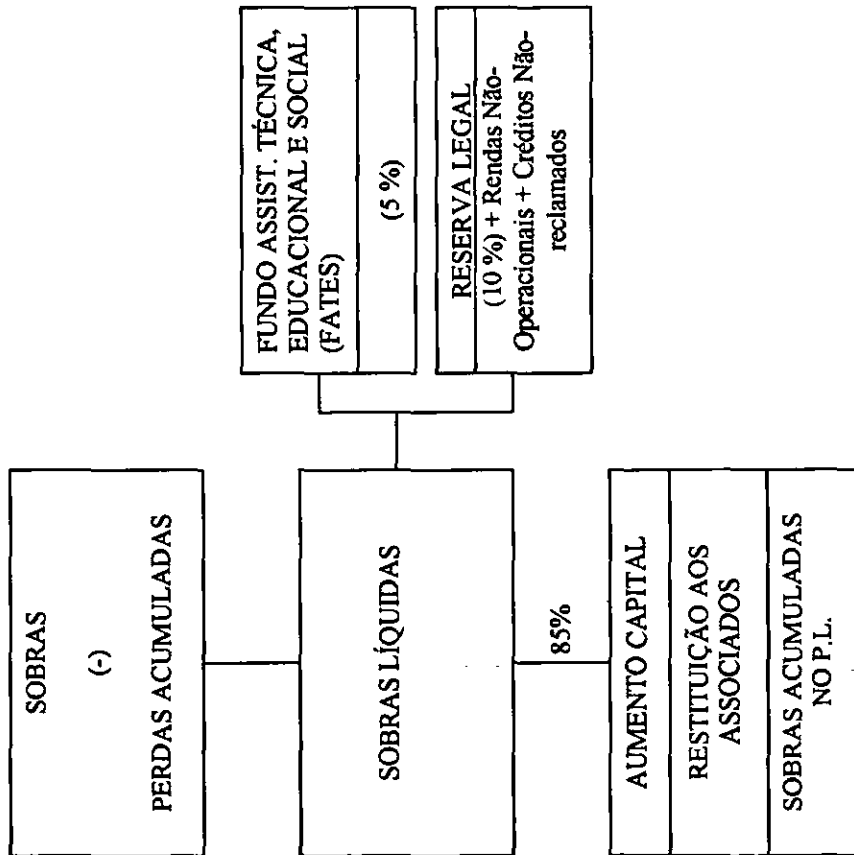 SOBRAS
(-)
PERDAS ACUMULADAS
SOBRAS LÍQUIDAS
FUNDO ASSIST. TÉCNICA,
EDUCACIONAL E SOCIAL
(FATES)
(5 %)
RESERVA LEGAL
(10 %) + Rendas Não-
Operacionais + Créditos Não-
reclamados
85%
AUMENTO CAPITAL
RESTITUIÇÃO AOS
ASSOCIADOS
SOBRAS ACUMULADAS
NO P.L.